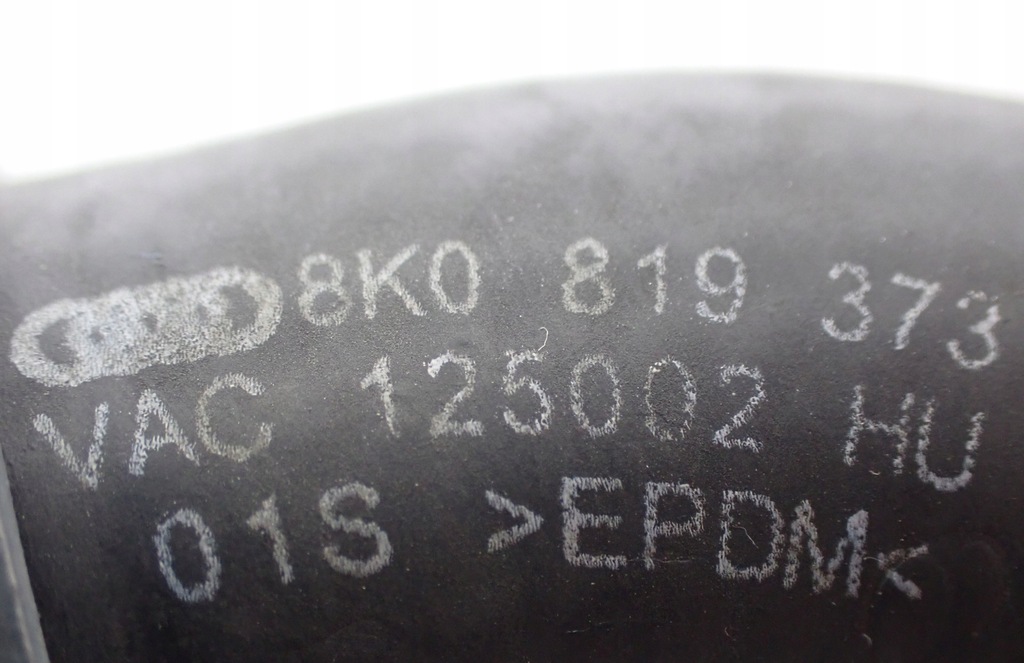 8K0 819 373
VAC 125002 HU
01S >EPDM<